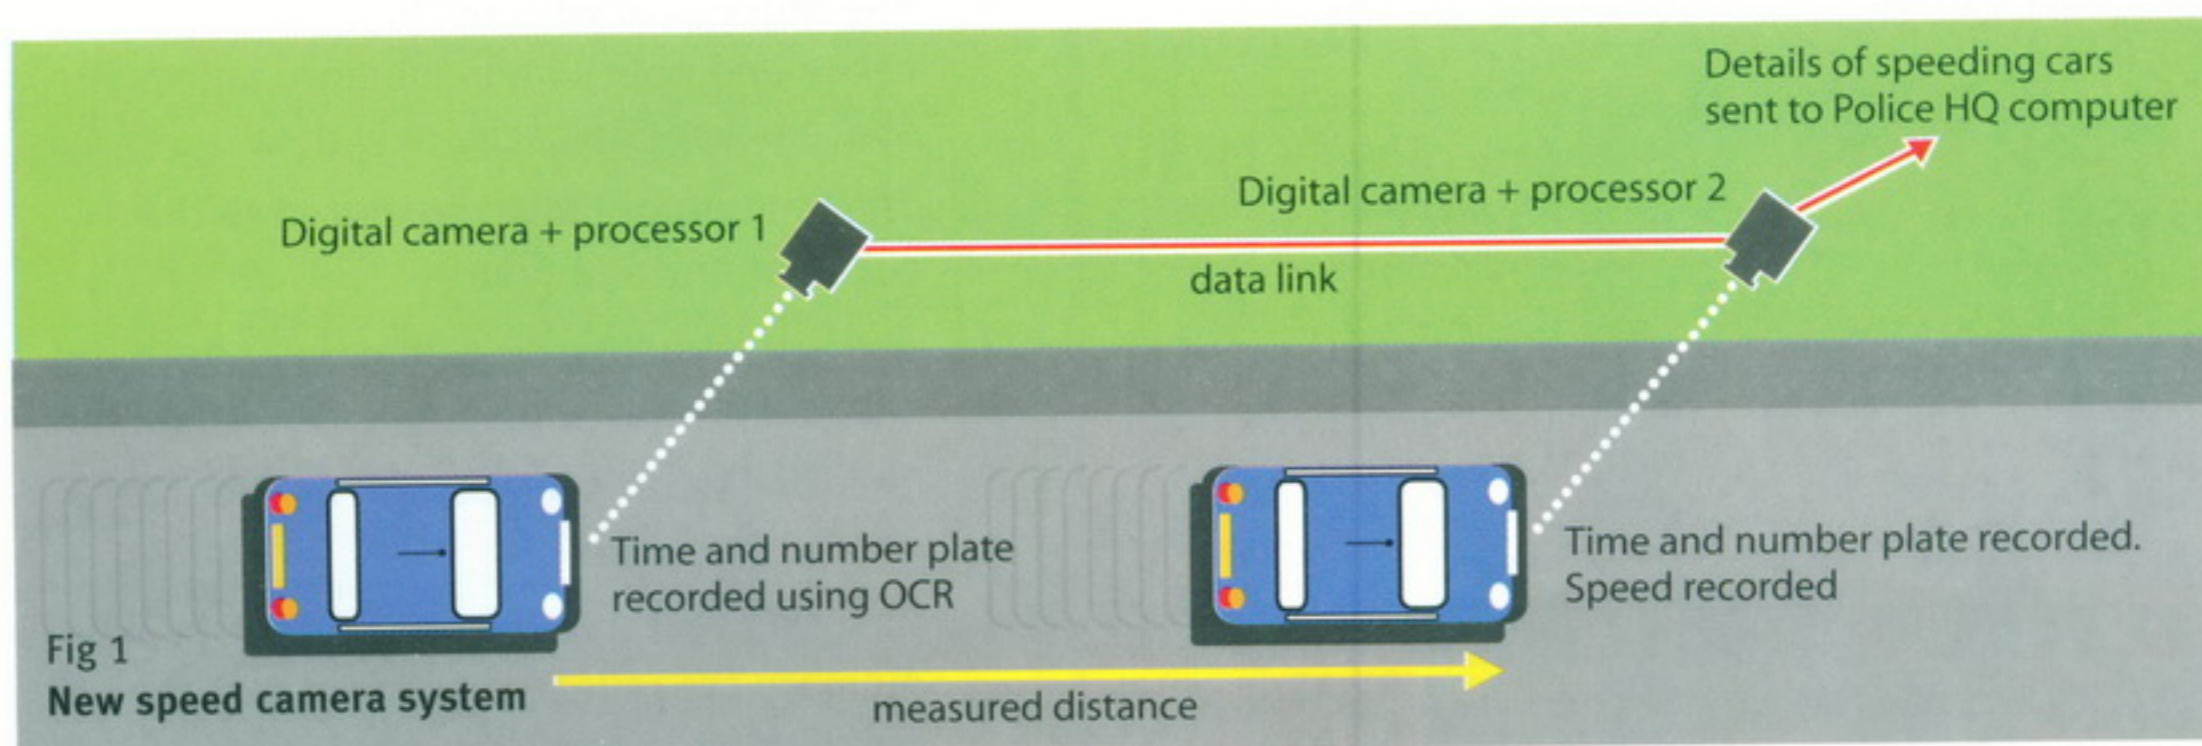 Details of speeding cars
sent to Police HQ computer
Digital camera + processor 2
Digital camera + processor 1
data link
Time and number plate
recorded using OCR
Time and number plate recorded.
Speed recorded
Fig 1
New speed camera system
measured distance